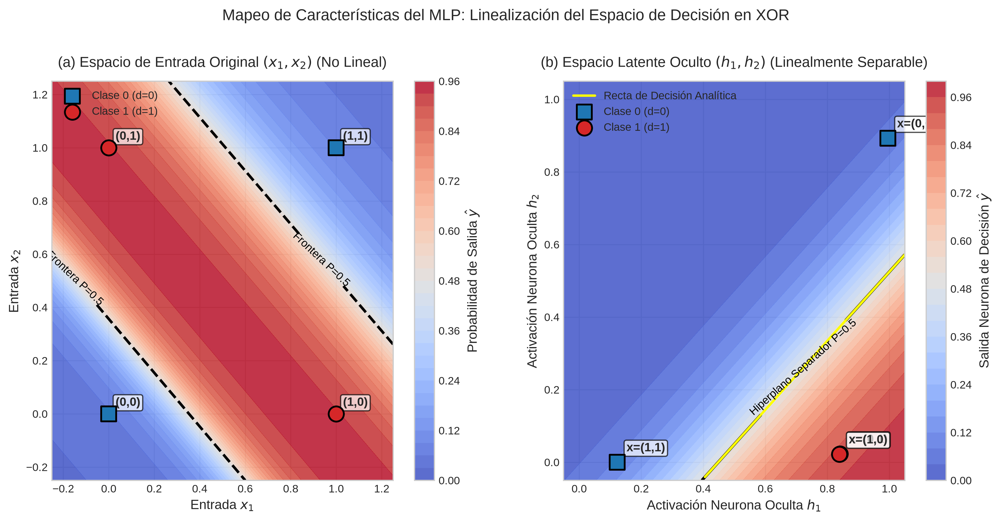 Mapeo de Características del MLP: Linealización del Espacio de Decisión en XOR
(a) Espacio de Entrada Original (x₁, x₂) (No Lineal)
Clase 0 (d=0)
Clase 1 (d=1)
(0,1)
(1,1)
(0,0)
(1,0)
Frontera P=0.5
Frontera P=0.5
1.2
1.0
0.8
0.6
0.4
0.2
0.0
−0.2
Entrada x₂
−0.2 0.0 0.2 0.4 0.6 0.8 1.0 1.2
Entrada x₁
0.96
0.84
0.72
0.60
0.48
0.36
0.24
0.12
0.00
Probabilidad de Salida ŷ
(b) Espacio Latente Oculto (h₁, h₂) (Linealmente Separable)
Recta de Decisión Analítica
Clase 0 (d=0)
Clase 1 (d=1)
x=(0,
x=(1,1)
x=(1,0)
Hiperplano Separador P=0.5
1.0
0.8
0.6
0.4
0.2
0.0
Activación Neurona Oculta h₂
0.0 0.2 0.4 0.6 0.8 1.0
Activación Neurona Oculta h₁
0.96
0.84
0.72
0.60
0.48
0.36
0.24
0.12
0.00
Salida Neurona de Decisión ŷ